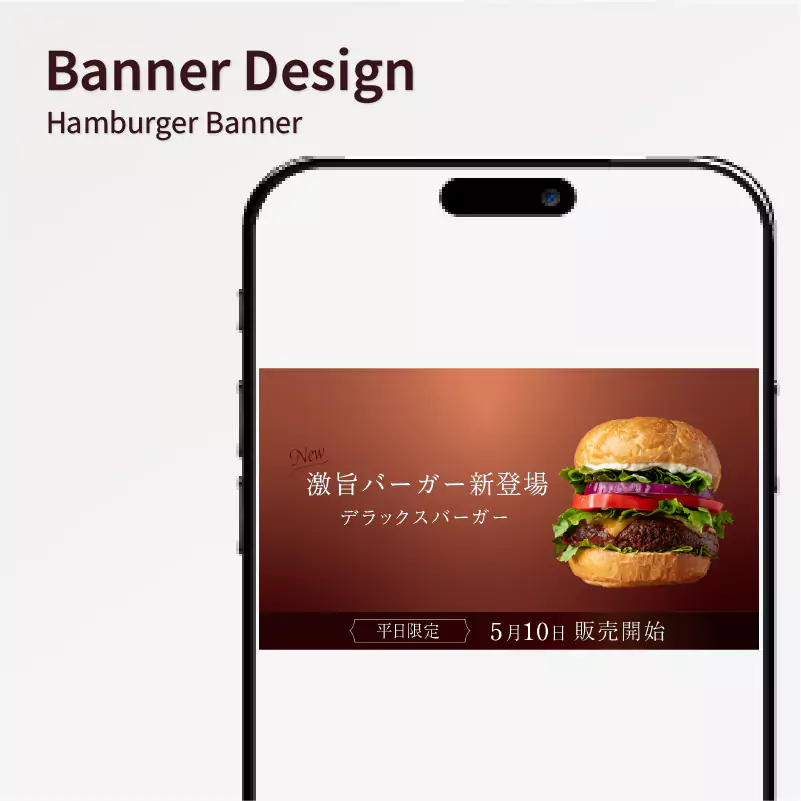 Banner Design
Hamburger Banner
New
激旨バーガー新登場
デラックスバーガー
平日限定
5月10日 販売開始